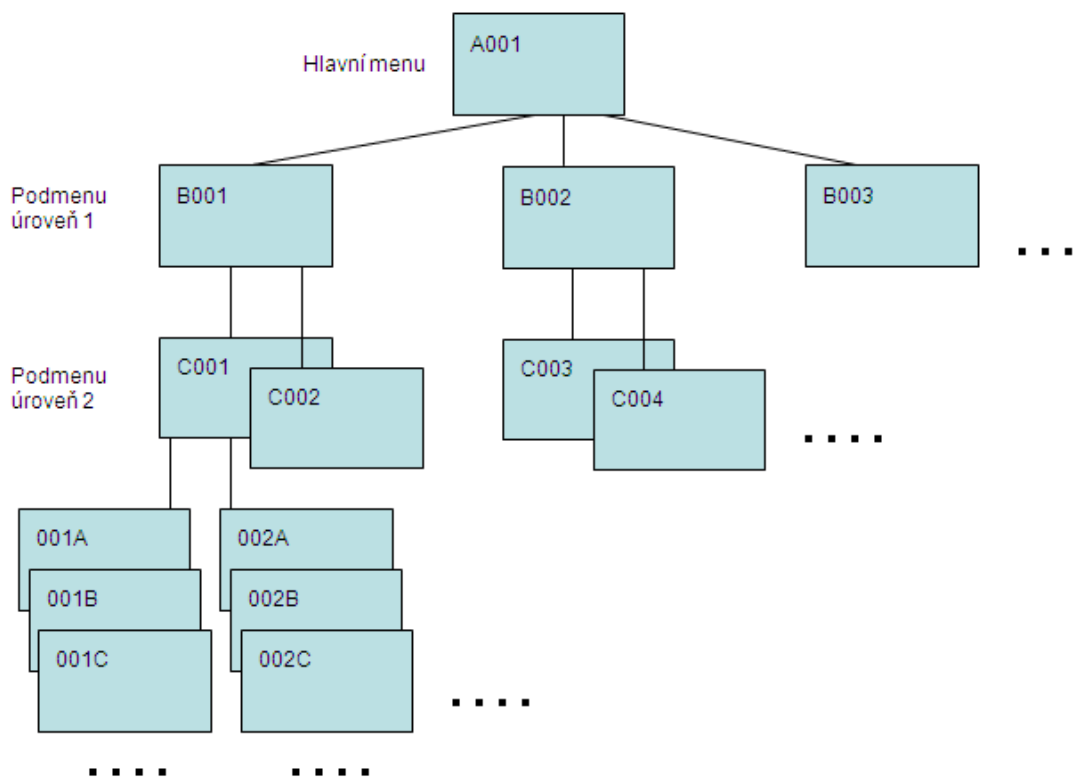 A001
Hlavní menu
Podmenu
úroveň 1
B001
B002
B003
...
Podmenu
úroveň 2
C001
C002
C003
C004
....
001A
001B
001C
002A
002B
002C
....
....
....